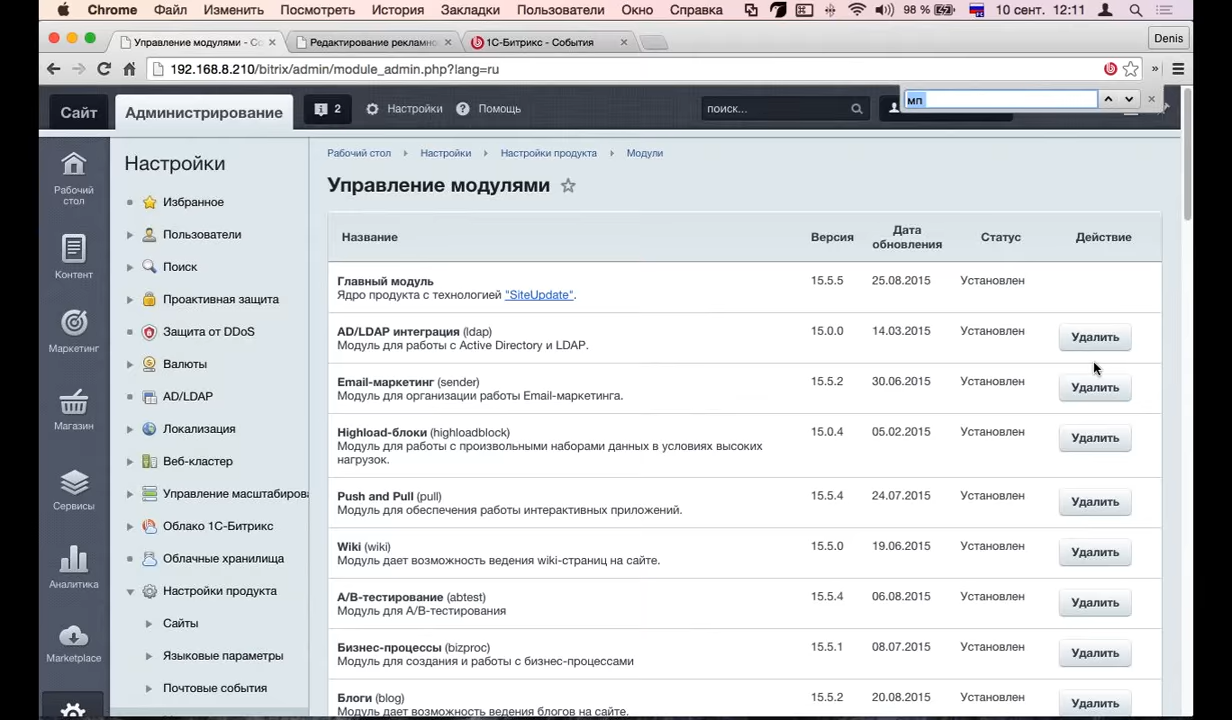 Chrome Файл Изменить Посмотреть История Закладки Пользователи Окно Справка 98 % 10 сент. 12:11
Управление модулями - Со Редактирование рекламно 1С-Битрикс - События Denis
192.168.8.210/bitrix/admin/module_admin.php?lang=ru »
мп
Сайт Администрирование 2 Настройки Помощь поиск...
Рабочий стол
Контент
Маркетинг
Магазин
Сервисы
Аналитика
Marketplace
Настройки
Избранное
Пользователи
Поиск
Проактивная защита
Защита от DDoS
Валюты
AD/LDAP
Локализация
Веб-кластер
Управление масштабирова
Облако 1С-Битрикс
Облачные хранилища
Настройки продукта
Сайты
Языковые параметры
Почтовые события
Рабочий стол Настройки Настройки продукта Модули
Управление модулями
Название Версия Дата обновления Статус Действие
Главный модуль 15.5.5 25.08.2015 Установлен
Ядро продукта с технологией "SiteUpdate".
AD/LDAP интеграция (ldap) 15.0.0 14.03.2015 Установлен Удалить
Модуль для работы с Active Directory и LDAP.
Email-маркетинг (sender) 15.5.2 30.06.2015 Установлен Удалить
Модуль для организации работы Email-маркетинга.
Highload-блоки (highloadblock) 15.0.4 05.02.2015 Установлен Удалить
Модуль для работы с произвольными наборами данных в условиях высоких
нагрузок.
Push and Pull (pull) 15.5.4 24.07.2015 Установлен Удалить
Модуль для обеспечения работы интерактивных приложений.
Wiki (wiki) 15.5.0 19.06.2015 Установлен Удалить
Модуль дает возможность ведения wiki-страниц на сайте.
А/В-тестирование (abtest) 15.5.4 06.08.2015 Установлен Удалить
Модуль для А/В-тестирования
Бизнес-процессы (bizproc) 15.5.1 08.07.2015 Установлен Удалить
Модуль для создания и работы с бизнес-процессами
Блоги (blog) 15.5.2 20.08.2015 Установлен Удалить
Модуль дает возможность ведения блогов на сайте.